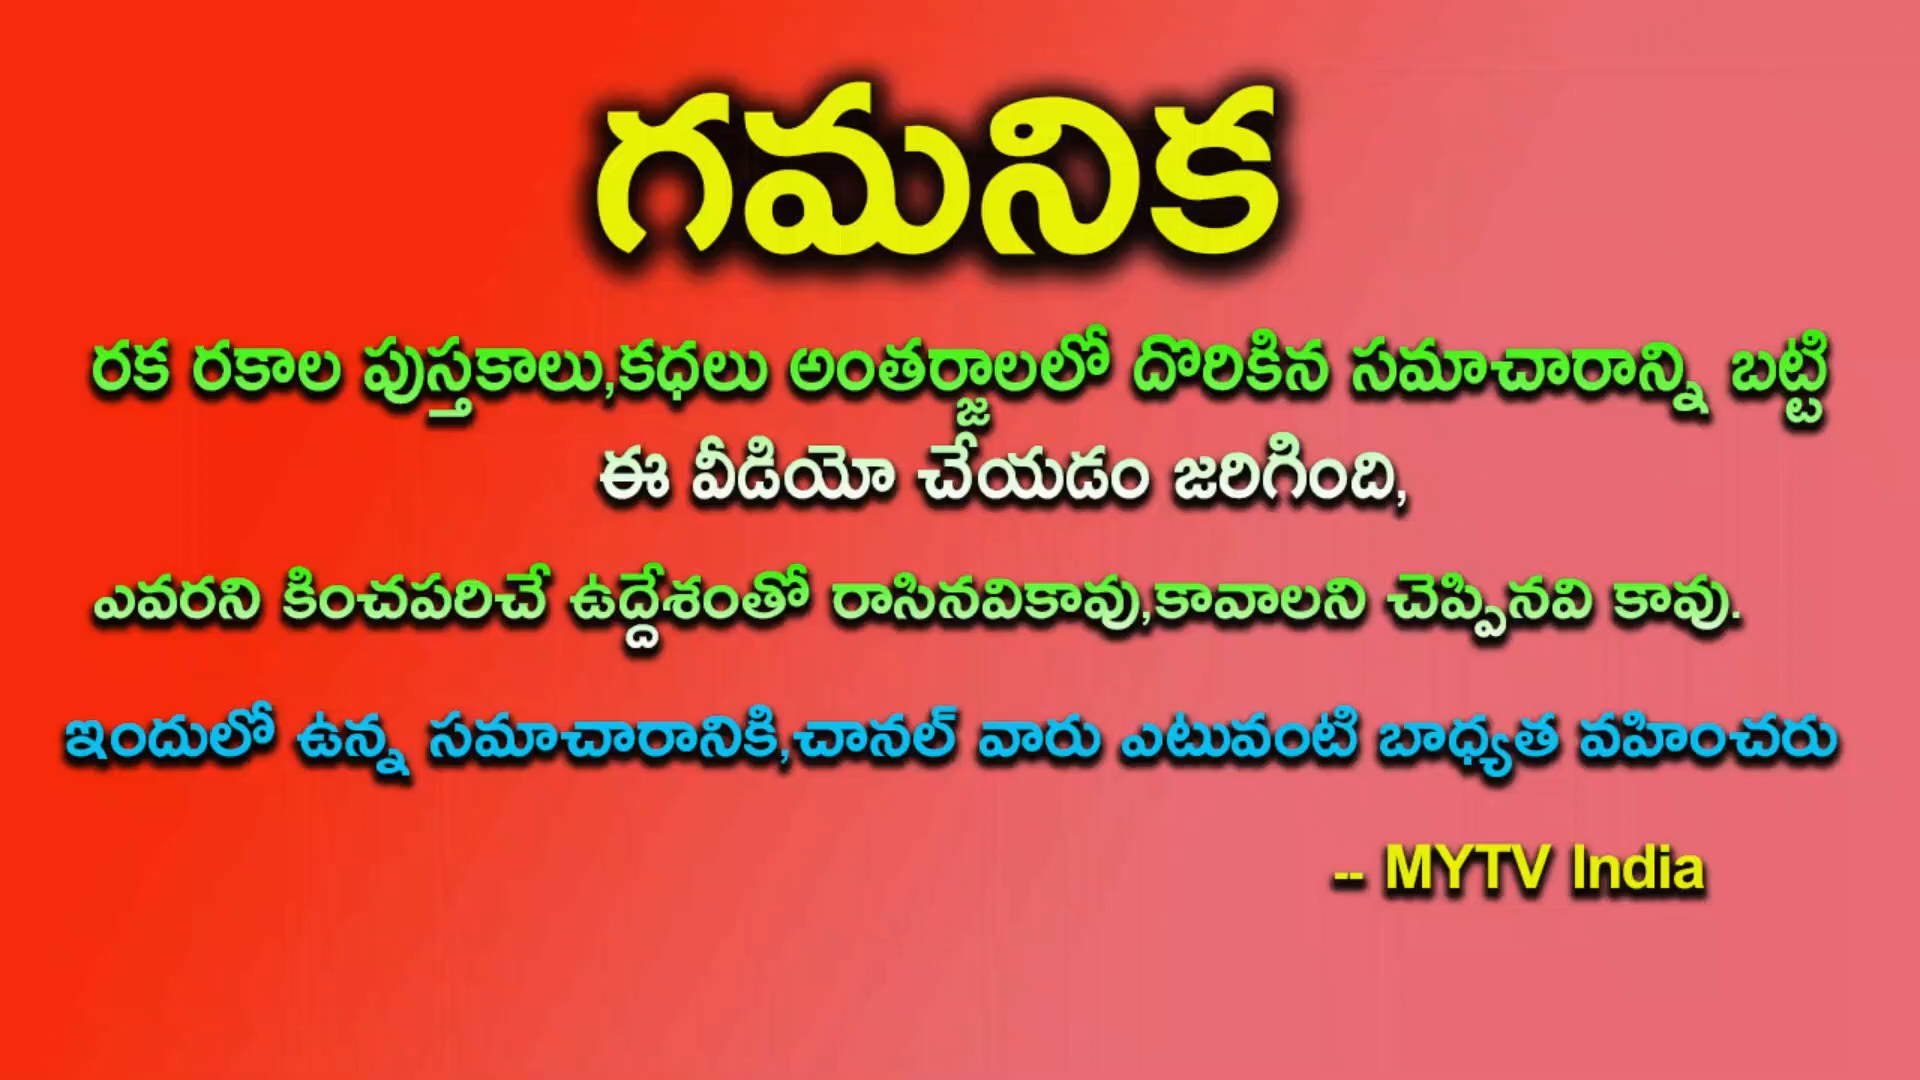 గమనిక
రక రకాల పుస్తకాలు,కధలు అంతర్జాలలో దొరికిన సమాచారాన్ని బట్టి
ఈ వీడియో చేయడం జరిగింది,
ఎవరని కించపరిచే ఉద్దేశంతో రాసినవికావు,కావాలని చెప్పినవి కావు.
ఇందులో ఉన్న సమాచారానికి,చానల్ వారు ఎటువంటి బాధ్యత వహించరు
-- MYTV India